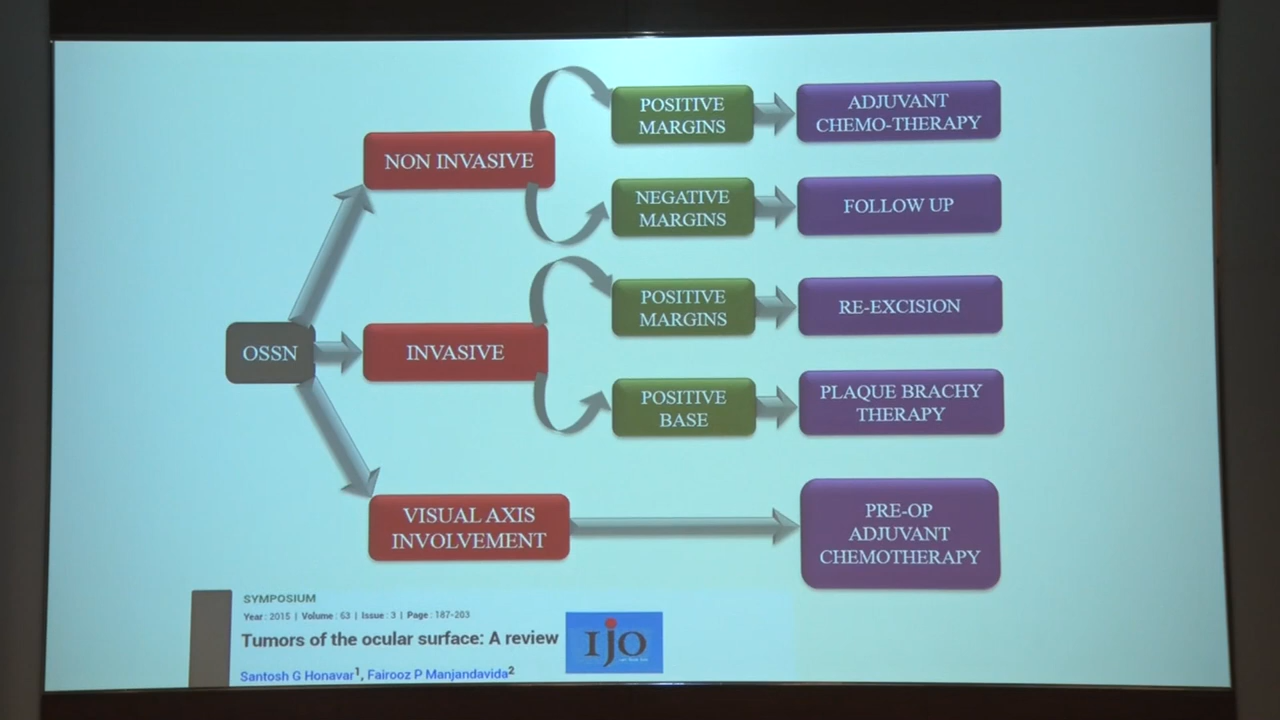 POSITIVE
MARGINS
ADJUVANT
CHEMO-THERAPY
NON INVASIVE
NEGATIVE
MARGINS
FOLLOW UP
POSITIVE
MARGINS
RE-EXCISION
OSSN
INVASIVE
POSITIVE
BASE
PLAQUE BRACHY
THERAPY
VISUAL AXIS
INVOLVEMENT
PRE-OP
ADJUVANT
CHEMOTHERAPY
SYMPOSIUM
Year : 2015 | Volume : 63 | Issue : 3 | Page : 187-203
Tumors of the ocular surface: A review
IJO
Santosh G Honavar1, Fairooz P Manjandavida2